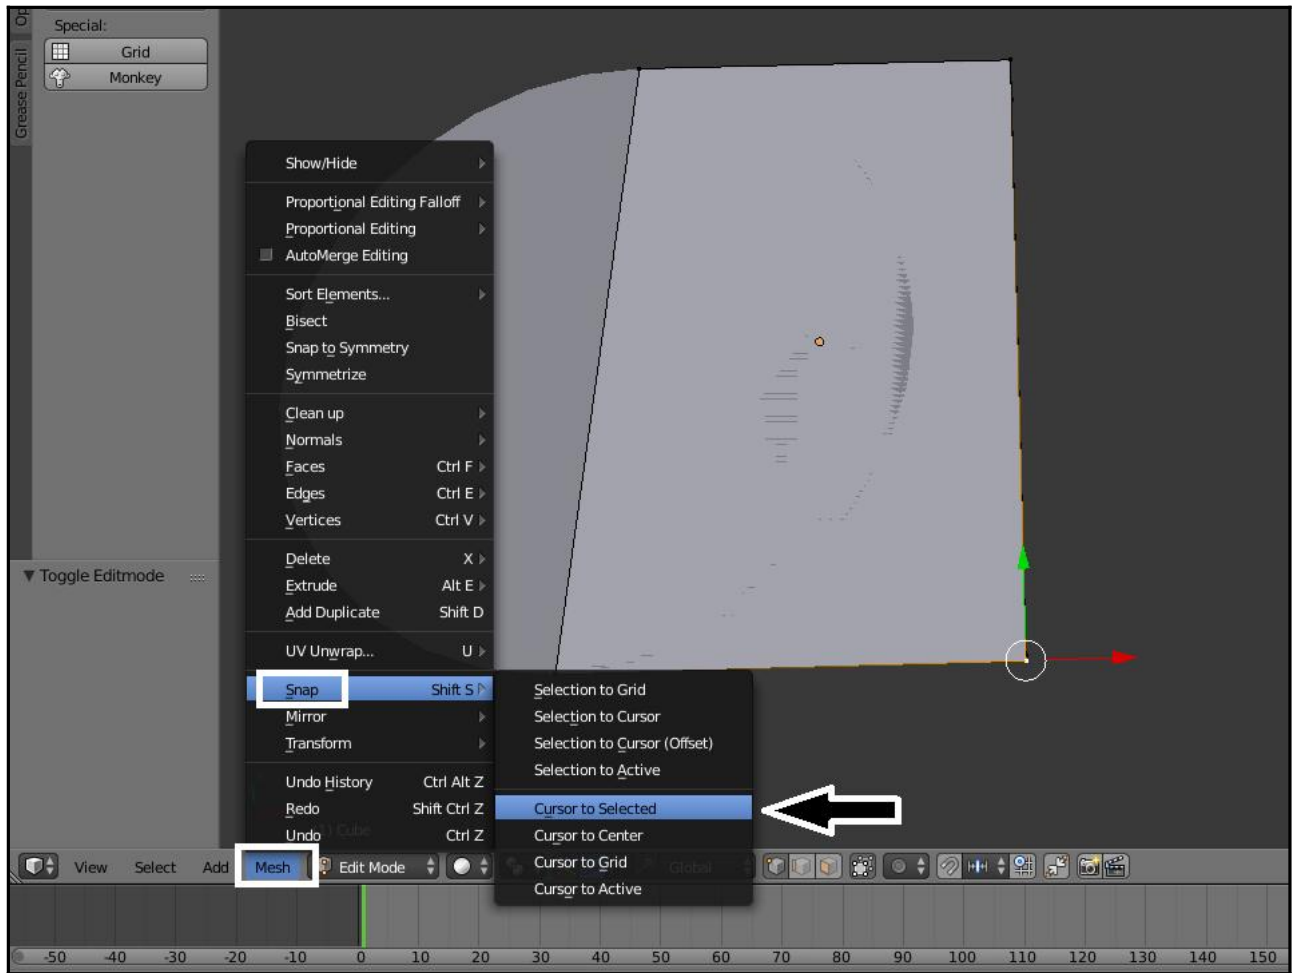 Op
Grease Pencil
Special:
Grid
Monkey
Show/Hide
Proportional Editing Falloff
Proportional Editing
AutoMerge Editing
Sort Elements...
Bisect
Snap to Symmetry
Symmetrize
Clean up
Normals
Faces Ctrl F
Edges Ctrl E
Vertices Ctrl V
Delete X
Extrude Alt E
Add Duplicate Shift D
UV Unwrap... U
Snap Shift S
Mirror
Transform
Undo History Ctrl Alt Z
Redo Shift Ctrl Z
Undo Ctrl Z
(1) Cube
Selection to Grid
Selection to Cursor
Selection to Cursor (Offset)
Selection to Active
Cursor to Selected
Cursor to Center
Cursor to Grid
Cursor to Active
Toggle Editmode
View Select Add Mesh Edit Mode Global
-50 -40 -30 -20 -10 0 10 20 30 40 50 60 70 80 90 100 110 120 130 140 150